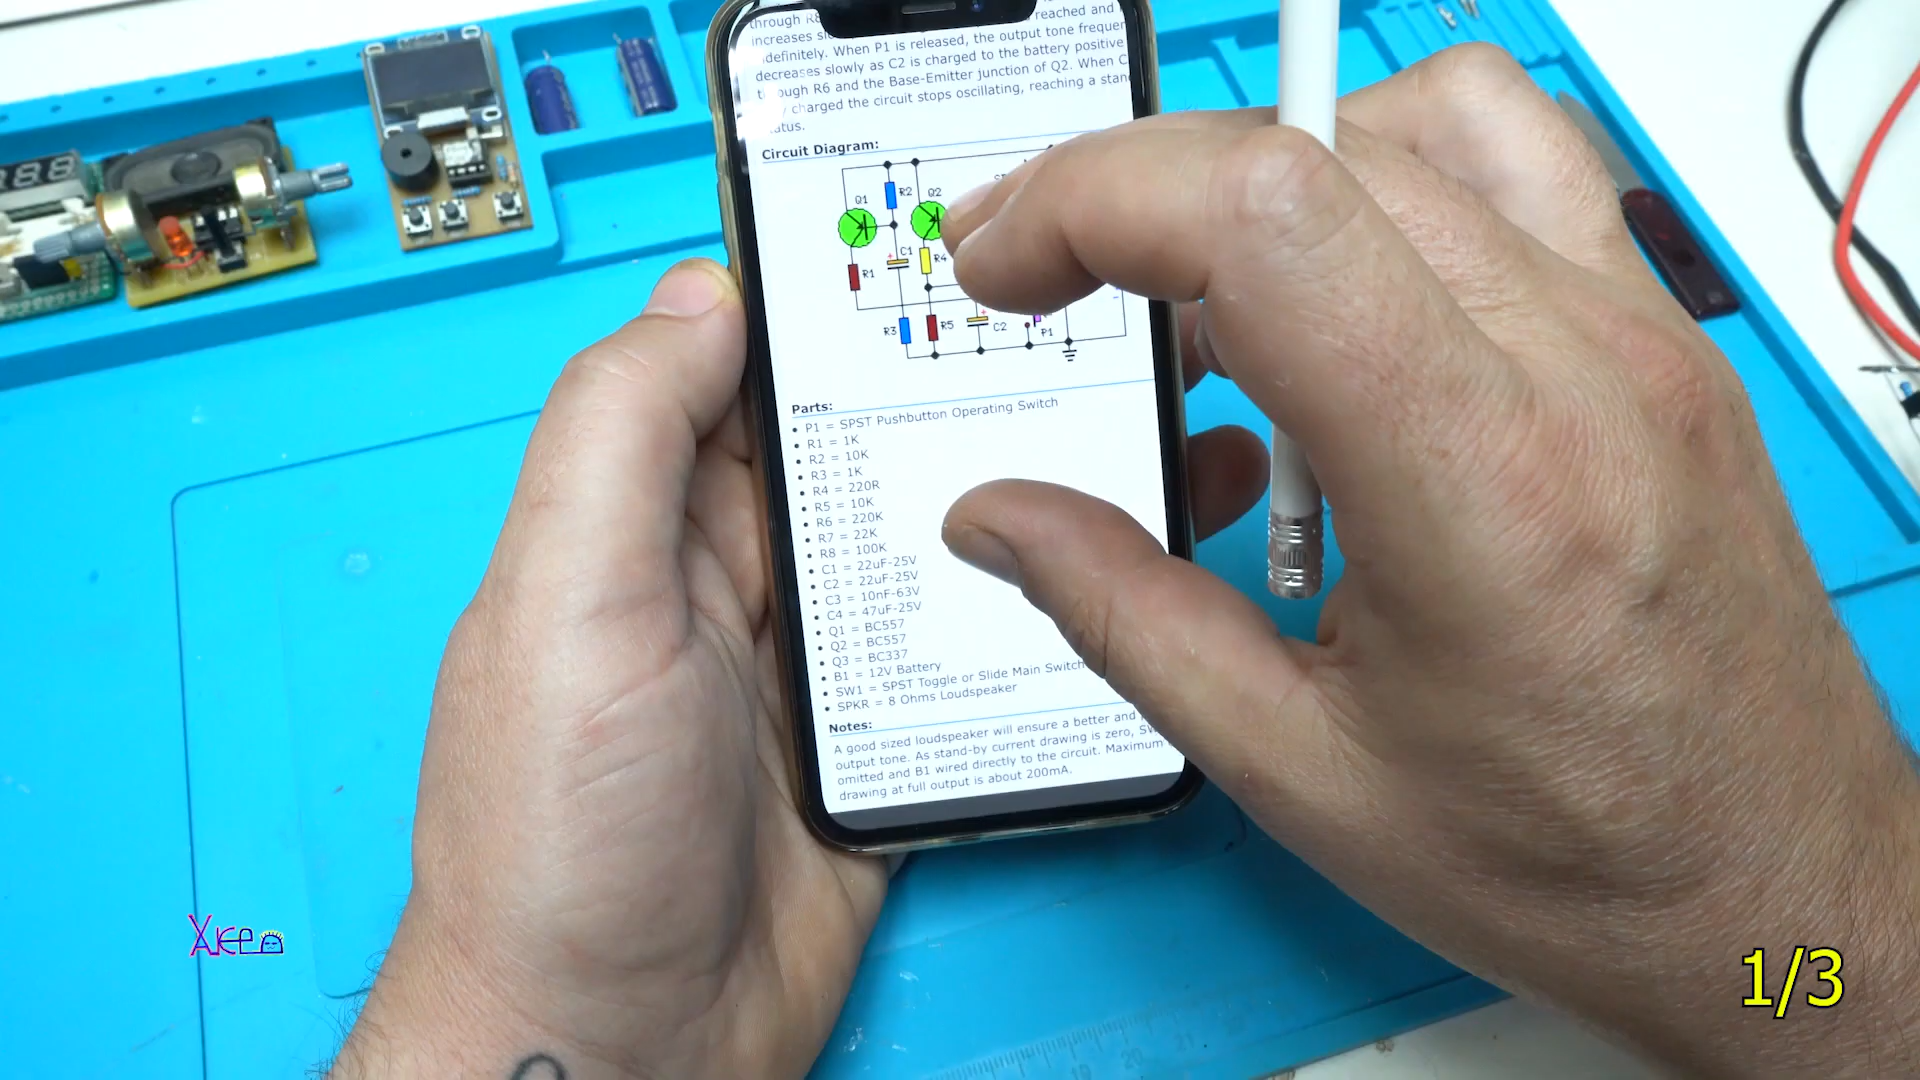 through R8
reached and
increases
indefinitely. When P1 is released, the output tone
decreases slowly as C2 is charged to the battery positive
through R6 and the Base-Emitter junction of Q2. When
charged the circuit stops oscillating, reaching a
Circuit Diagram:
Q1
R2
Q2
R1
C1
R4
R3
R5
C2
P1
Parts:
• P1 = SPST Pushbutton Operating Switch
• R1 = 1K
• R2 = 10K
• R3 = 1K
• R4 = 220R
• R5 = 10K
• R6 = 220K
• R7 = 22K
• R8 = 100K
• C1 = 22uF-25V
• C2 = 22uF-25V
• C3 = 10nF-63V
• C4 = 47uF-25V
• Q1 = BC557
• Q2 = BC557
• Q3 = BC337
• B1 = 12V Battery
• SW1 = SPST Toggle or Slide Main Switch
• SPKR = 8 Ohms Loudspeaker
Notes:
A good sized loudspeaker will ensure a better and
output tone. As stand-by current drawing is zero,
omitted and B1 wired directly to the circuit. Maximum
drawing at full output is about 200mA.
1/3